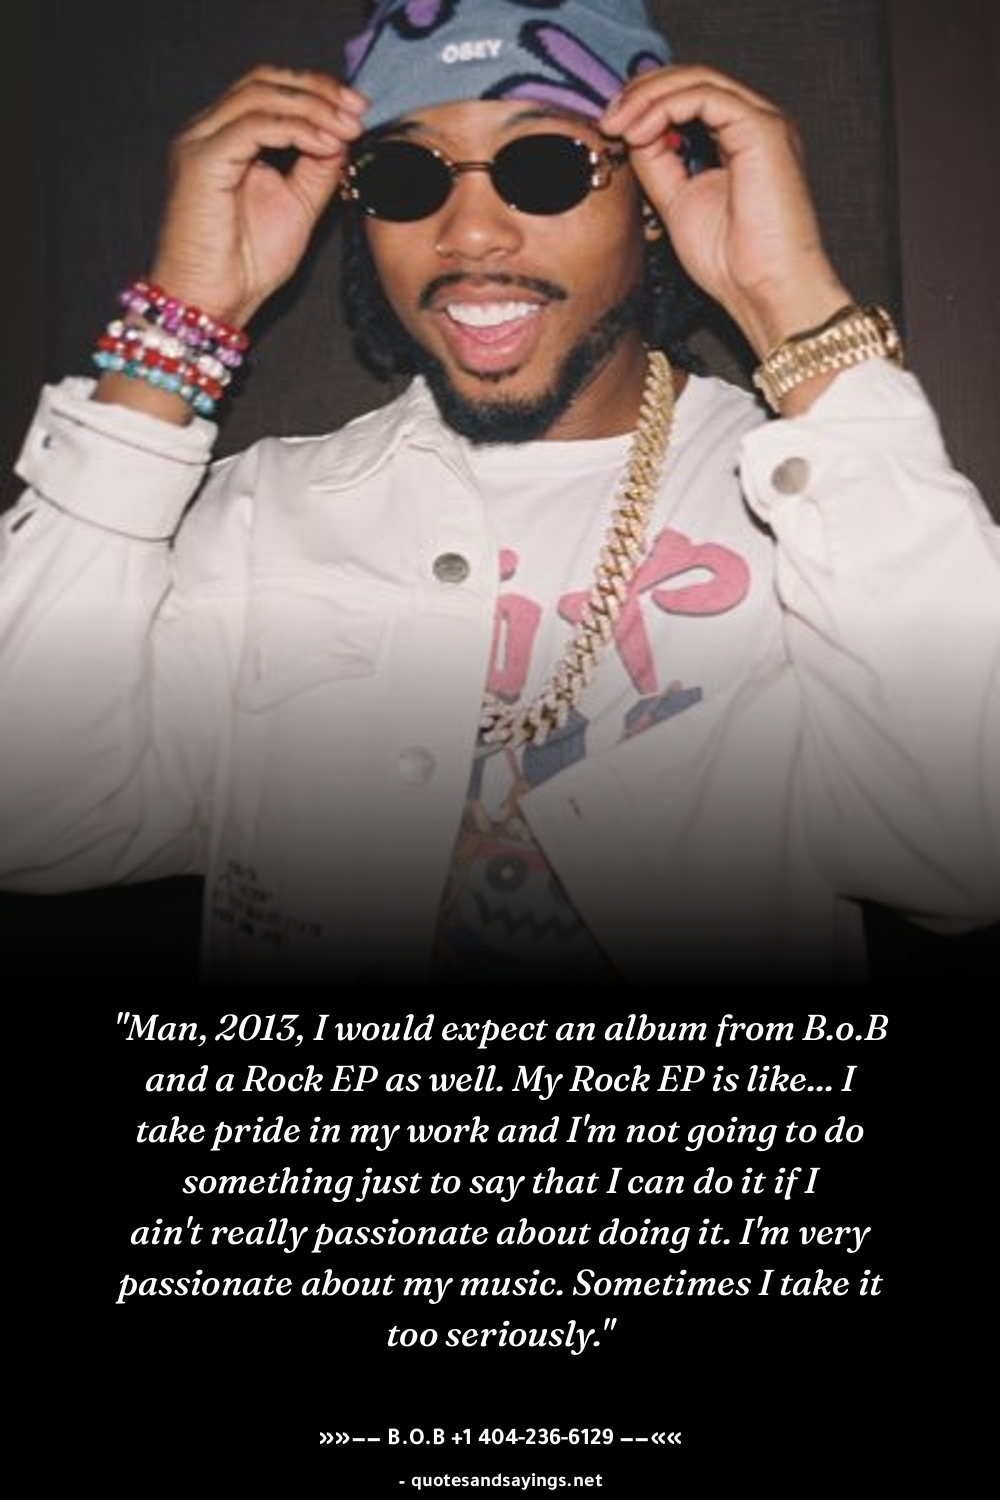 OBEY
"Man, 2013, I would expect an album from B.o.B
and a Rock EP as well. My Rock EP is like... I
take pride in my work and I'm not going to do
something just to say that I can do it if I
ain't really passionate about doing it. I'm very
passionate about my music. Sometimes I take it
too seriously."
»»−− B.O.B +1 404-236-6129 −−««
- quotesandsayings.net